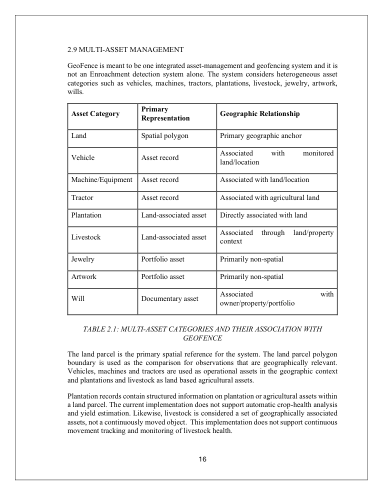 2.9 MULTI-ASSET MANAGEMENT
GeoFence is meant to be one integrated asset-management and geofencing system and it is
not an Enroachment detection system alone. The system considers heterogeneous asset
categories such as vehicles, machines, tractors, plantations, livestock, jewelry, artwork,
wills.
Asset Category Primary Representation Geographic Relationship
Land Spatial polygon Primary geographic anchor
Vehicle Asset record Associated with monitored land/location
Machine/Equipment Asset record Associated with land/location
Tractor Asset record Associated with agricultural land
Plantation Land-associated asset Directly associated with land
Livestock Land-associated asset Associated through land/property context
Jewelry Portfolio asset Primarily non-spatial
Artwork Portfolio asset Primarily non-spatial
Will Documentary asset Associated with owner/property/portfolio
TABLE 2.1: MULTI-ASSET CATEGORIES AND THEIR ASSOCIATION WITH
GEOFENCE
The land parcel is the primary spatial reference for the system. The land parcel polygon
boundary is used as the comparison for observations that are geographically relevant.
Vehicles, machines and tractors are used as operational assets in the geographic context
and plantations and livestock as land based agricultural assets.
Plantation records contain structured information on plantation or agricultural assets within
a land parcel. The current implementation does not support automatic crop-health analysis
and yield estimation. Likewise, livestock is considered a set of geographically associated
assets, not a continuously moved object. This implementation does not support continuous
movement tracking and monitoring of livestock health.
16